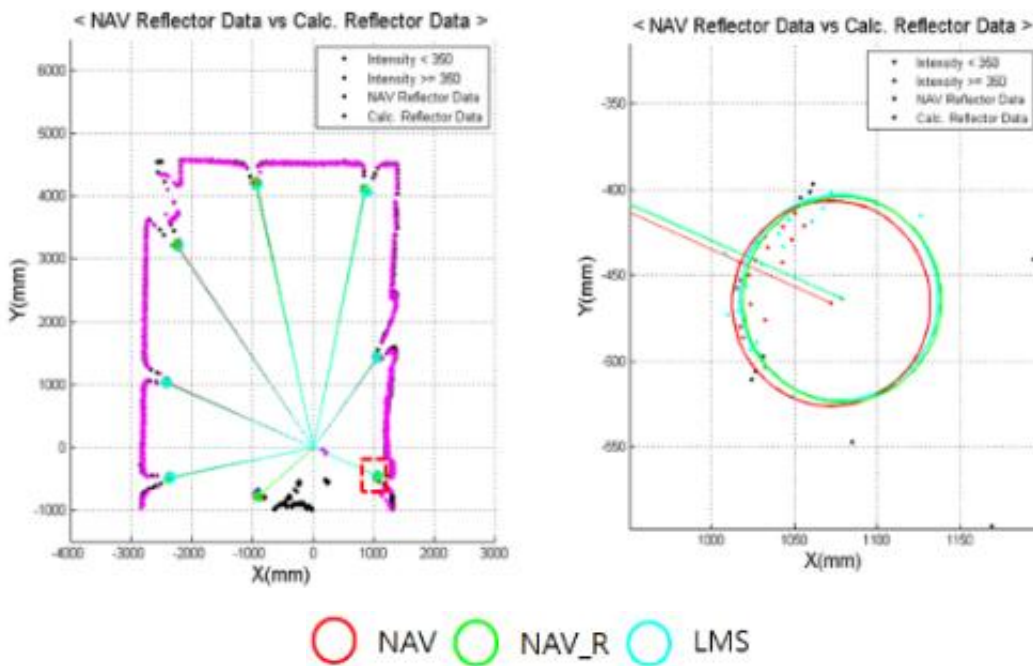 < NAV Reflector Data vs Calc. Reflector Data >
Intensity < 350
Intensity >= 350
NAV Reflector Data
Calc. Reflector Data
6000
5000
4000
3000
2000
1000
0
-1000
Y(mm)
-4000 -3000 -2000 -1000 0 1000 2000 3000
X(mm)
< NAV Reflector Data vs Calc. Reflector Data >
Intensity < 350
Intensity >= 350
NAV Reflector Data
Calc. Reflector Data
-350
-400
-450
-500
-550
Y(mm)
1000 1050 1100 1150
X(mm)
NAV NAV_R LMS